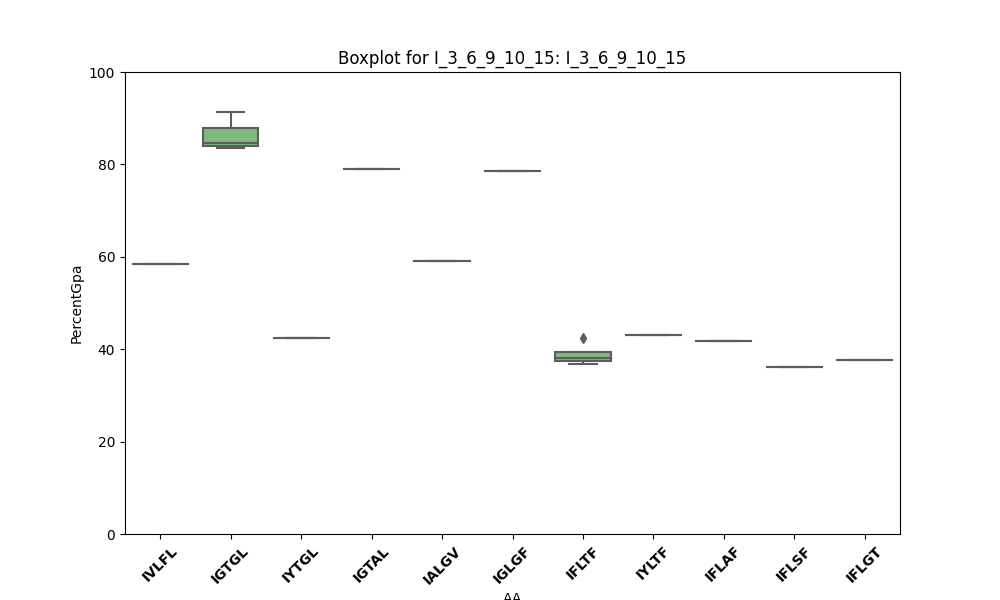 Boxplot for I_3_6_9_10_15: I_3_6_9_10_15
100
80
60
40
20
0
PercentGpa
IVLFL
IGTGL
IYTGL
IGTAL
IALGV
IGLGF
IFLTF
IYLTF
IFLAF
IFLSF
IFLGT
AA